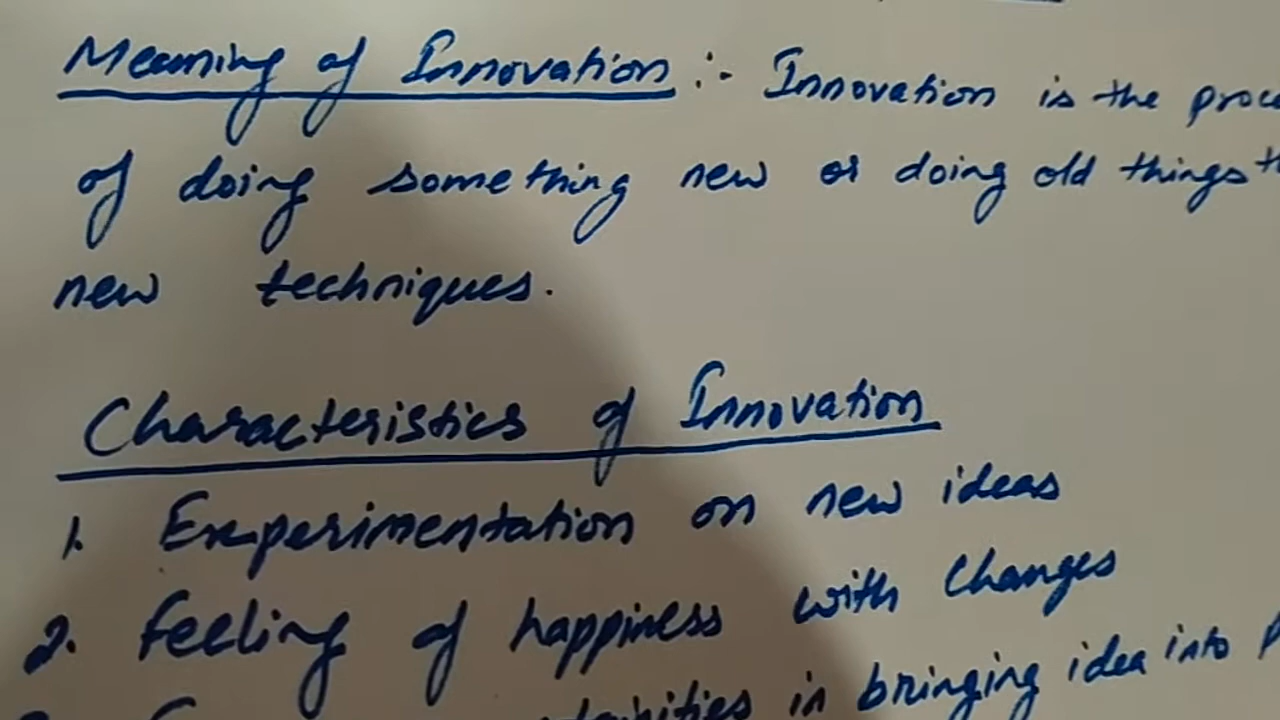 Meaning of Innovation :- Innovation is the proce
of doing something new or doing old things t
new techniques.
Characteristics of Innovation
1. Experimentation on new ideas
2. feeling of happiness with changes
in bringing idea into